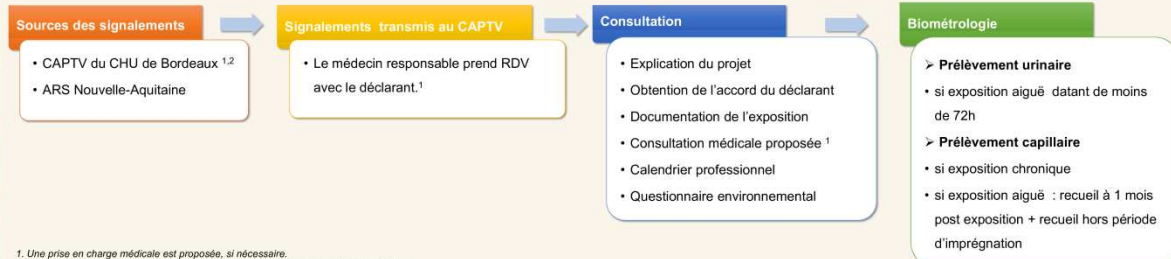 Sources des signalements
• CAPTV du CHU de Bordeaux 1,2
• ARS Nouvelle-Aquitaine
Signalements transmis au CAPTV
• Le médecin responsable prend RDV
avec le déclarant.1
Consultation
• Explication du projet
• Obtention de l'accord du déclarant
• Documentation de l'exposition
• Consultation médicale proposée 1
• Calendrier professionnel
• Questionnaire environnemental
Biométrologie
➢ Prélèvement urinaire
• si exposition aiguë datant de moins
de 72h
➢ Prélèvement capillaire
• si exposition chronique
• si exposition aiguë : recueil à 1 mois
post exposition + recueil hors période
d'imprégnation
1. Une prise en charge médicale est proposée, si nécessaire.